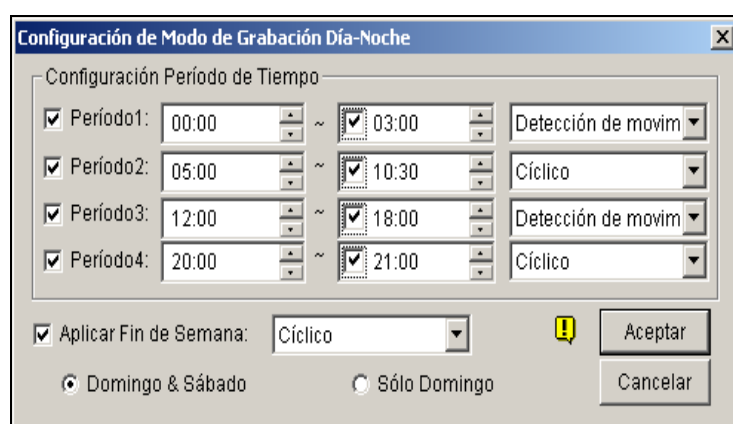 Configuración de Modo de Grabación Día-Noche
Configuración Período de Tiempo
Período1: 00:00 ~ 03:00 Detección de movim
Período2: 05:00 ~ 10:30 Cíclico
Período3: 12:00 ~ 18:00 Detección de movim
Período4: 20:00 ~ 21:00 Cíclico
Aplicar Fin de Semana: Cíclico Aceptar
Domingo & Sábado Sólo Domingo Cancelar